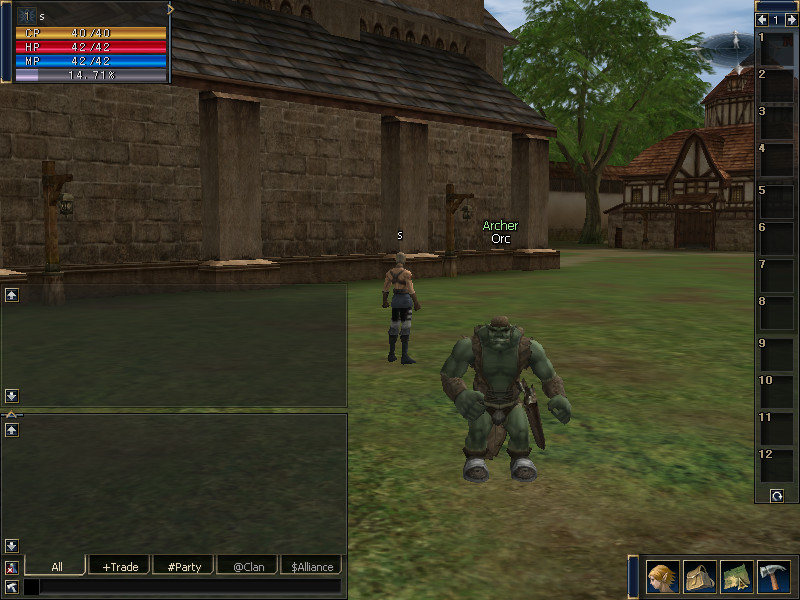 1 s
CP 40/40
HP 42/42
MP 42/42
14.71%
1
1
2
3
4
5
6
7
8
9
10
11
12
s
Archer
Orc
All
+Trade
#Party
@Clan
$Alliance